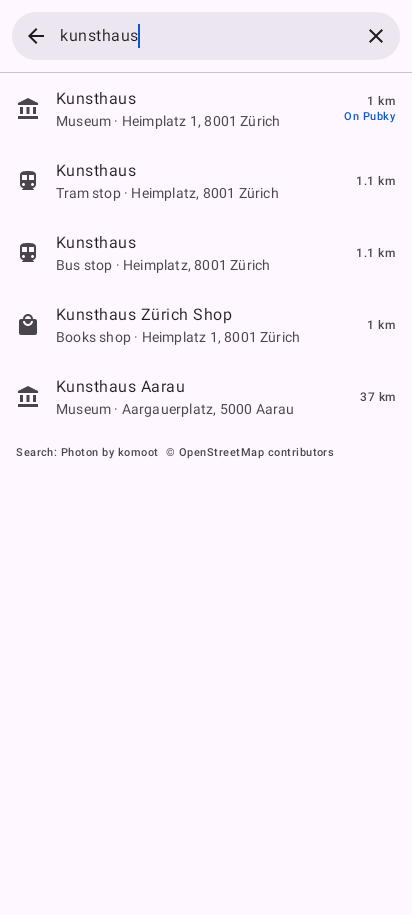 kunsthaus
Kunsthaus
1 km
Museum · Heimplatz 1, 8001 Zürich
On Pubky
Kunsthaus
Tram stop · Heimplatz, 8001 Zürich
1.1 km
Kunsthaus
Bus stop · Heimplatz, 8001 Zürich
1.1 km
Kunsthaus Zürich Shop
Books shop · Heimplatz 1, 8001 Zürich
1 km
Kunsthaus Aarau
Museum · Aargauerplatz, 5000 Aarau
37 km
Search: Photon by komoot © OpenStreetMap contributors